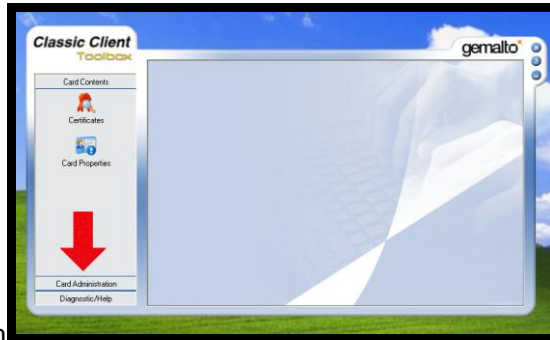 Classic Client
Toolbox
gemalto
Card Contents
Certificates
Card Properties
Card Administration
Diagnostic/Help
n